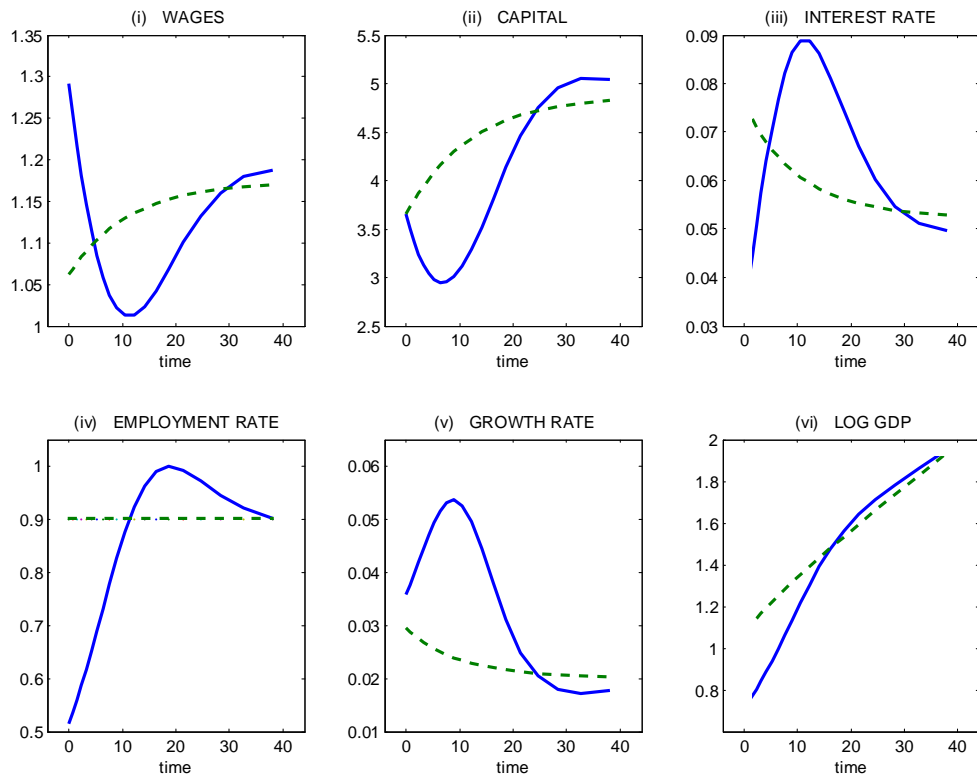 (i) WAGES
1.35
1.3
1.25
1.2
1.15
1.1
1.05
1
0 10 20 30 40
time
(ii) CAPITAL
5.5
5
4.5
4
3.5
3
2.5
0 10 20 30 40
time
(iii) INTEREST RATE
0.09
0.08
0.07
0.06
0.05
0.04
0.03
0 10 20 30 40
time
(iv) EMPLOYMENT RATE
1
0.9
0.8
0.7
0.6
0.5
0 10 20 30 40
time
(v) GROWTH RATE
0.06
0.05
0.04
0.03
0.02
0.01
0 10 20 30 40
time
(vi) LOG GDP
2
1.8
1.6
1.4
1.2
1
0.8
0 10 20 30 40
time